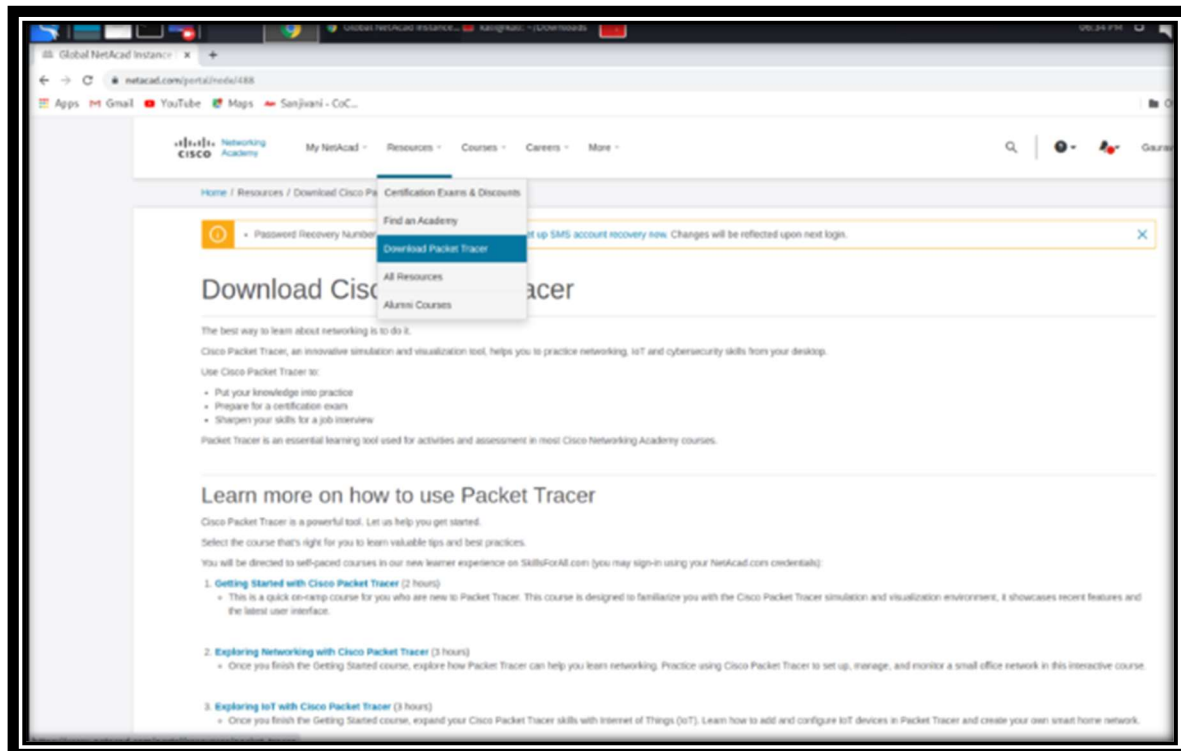 Global NetAcad Instance... kali@kali: ~/Downloads 06:34 PM
Global NetAcad Instance
netacad.com/portal/node/488
Apps Gmail YouTube Maps Sanjivani - CoC...
CISCO Networking Academy My NetAcad Resources Courses Careers More Gaurav
Home / Resources / Download Cisco Pa
Certification Exams & Discounts
Find an Academy
Download Packet Tracer
All Resources
Alumni Courses
• Password Recovery Number up SMS account recovery now. Changes will be reflected upon next login.
Download Cisc acer
The best way to learn about networking is to do it.
Cisco Packet Tracer, an innovative simulation and visualization tool, helps you to practice networking, IoT and cybersecurity skills from your desktop.
Use Cisco Packet Tracer to:
• Put your knowledge into practice
• Prepare for a certification exam
• Sharpen your skills for a job interview
Packet Tracer is an essential learning tool used for activities and assessment in most Cisco Networking Academy courses.
Learn more on how to use Packet Tracer
Cisco Packet Tracer is a powerful tool. Let us help you get started.
Select the course that's right for you to learn valuable tips and best practices.
You will be directed to self-paced courses in our new learner experience on SkillsForAll.com (you may sign-in using your NetAcad.com credentials):
1. Getting Started with Cisco Packet Tracer (2 hours)
• This is a quick on-ramp course for you who are new to Packet Tracer. This course is designed to familiarize you with the Cisco Packet Tracer simulation and visualization environment, it showcases recent features and
the latest user interface.
2. Exploring Networking with Cisco Packet Tracer (3 hours)
• Once you finish the Getting Started course, explore how Packet Tracer can help you learn networking. Practice using Cisco Packet Tracer to set up, manage, and monitor a small office network in this interactive course.
3. Exploring IoT with Cisco Packet Tracer (3 hours)
• Once you finish the Getting Started course, expand your Cisco Packet Tracer skills with Internet of Things (IoT). Learn how to add and configure IoT devices in Packet Tracer and create your own smart home network.